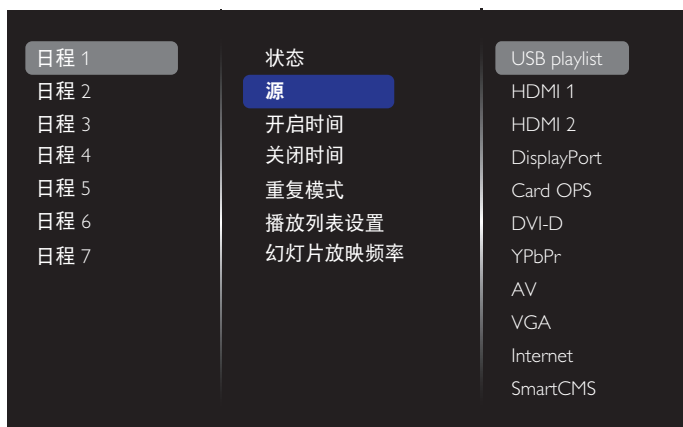 日程 1
日程 2
日程 3
日程 4
日程 5
日程 6
日程 7
状态
源
开启时间
关闭时间
重复模式
播放列表设置
幻灯片放映频率
USB playlist
HDMI 1
HDMI 2
DisplayPort
Card OPS
DVI-D
YPbPr
AV
VGA
Internet
SmartCMS